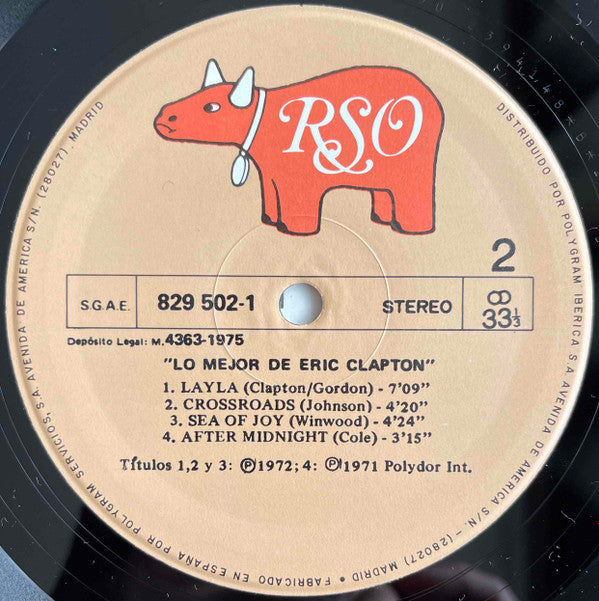 RSO
2
S.G.A.E. 829 502-1 STEREO 33⅓
Depósito Legal: M. 4363-1975
"LO MEJOR DE ERIC CLAPTON"
1. LAYLA (Clapton/Gordon) - 7'09"
2. CROSSROADS (Johnson) - 4'20"
3. SEA OF JOY (Winwood) - 4'24"
4. AFTER MIDNIGHT (Cole) - 3'15"
Títulos 1,2 y 3: ℗1972; 4: ℗1971 Polydor Int.
DISTRIBUIDO POR POLYGRAM IBERICA S.A. AVENIDA DE AMERICA S/N. - (28027) MADRID • FABRICADO EN ESPAÑA POR POLYGRAM SERVICIOS, S.A. AVENIDA DE AMERICA S/N. (28027). MADRID